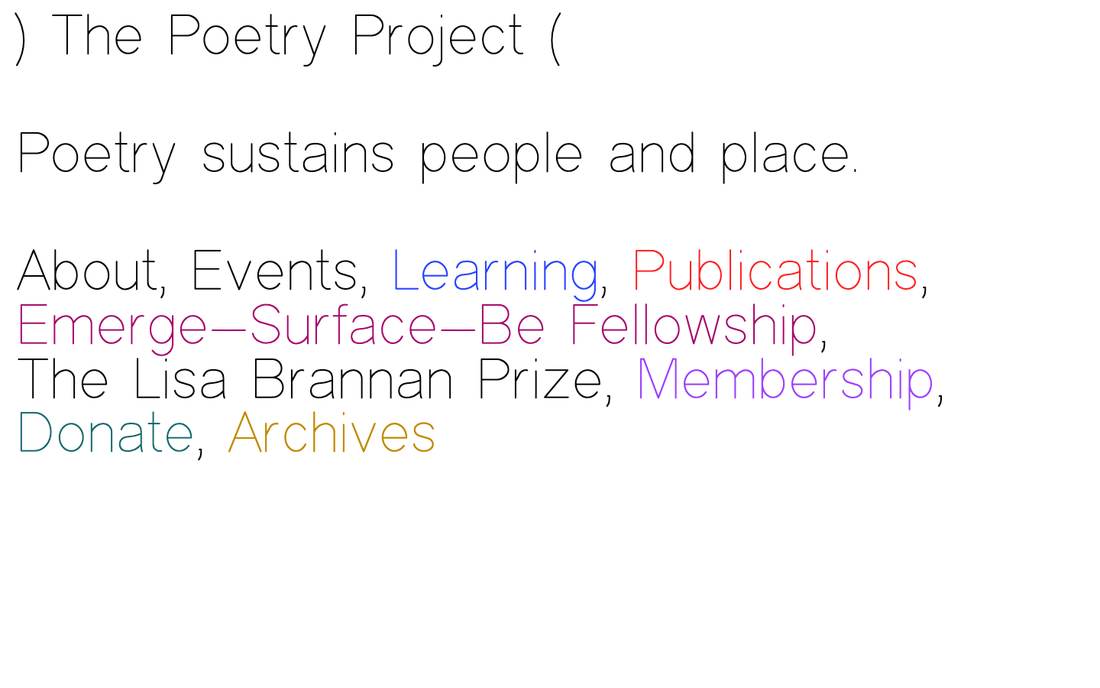 ) The Poetry Project (
Poetry sustains people and place.
About, Events, Learning, Publications,
Emerge—Surface—Be Fellowship,
The Lisa Brannan Prize, Membership,
Donate, Archives